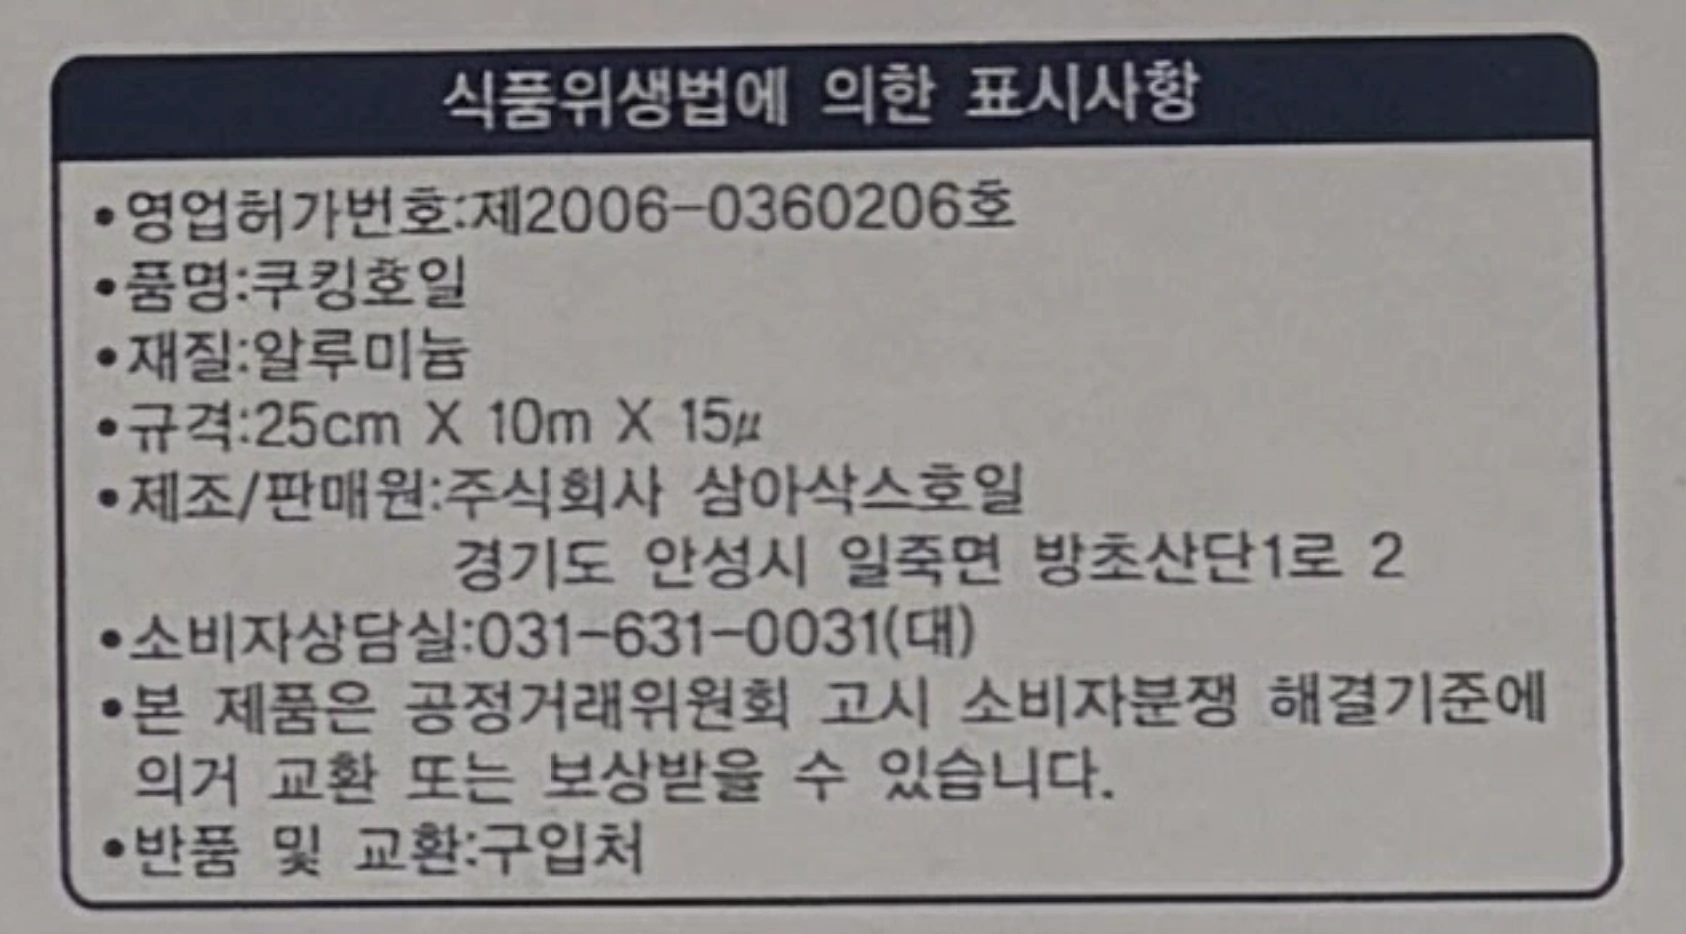 식품위생법에 의한 표시사항
•영업허가번호:제2006-0360206호
•품명:쿠킹호일
•재질:알루미늄
•규격:25cm X 10m X 15μ
•제조/판매원:주식회사 삼아삭스호일
경기도 안성시 일죽면 방초산단1로 2
•소비자상담실:031-631-0031(대)
•본 제품은 공정거래위원회 고시 소비자분쟁 해결기준에
의거 교환 또는 보상받을 수 있습니다.
•반품 및 교환:구입처